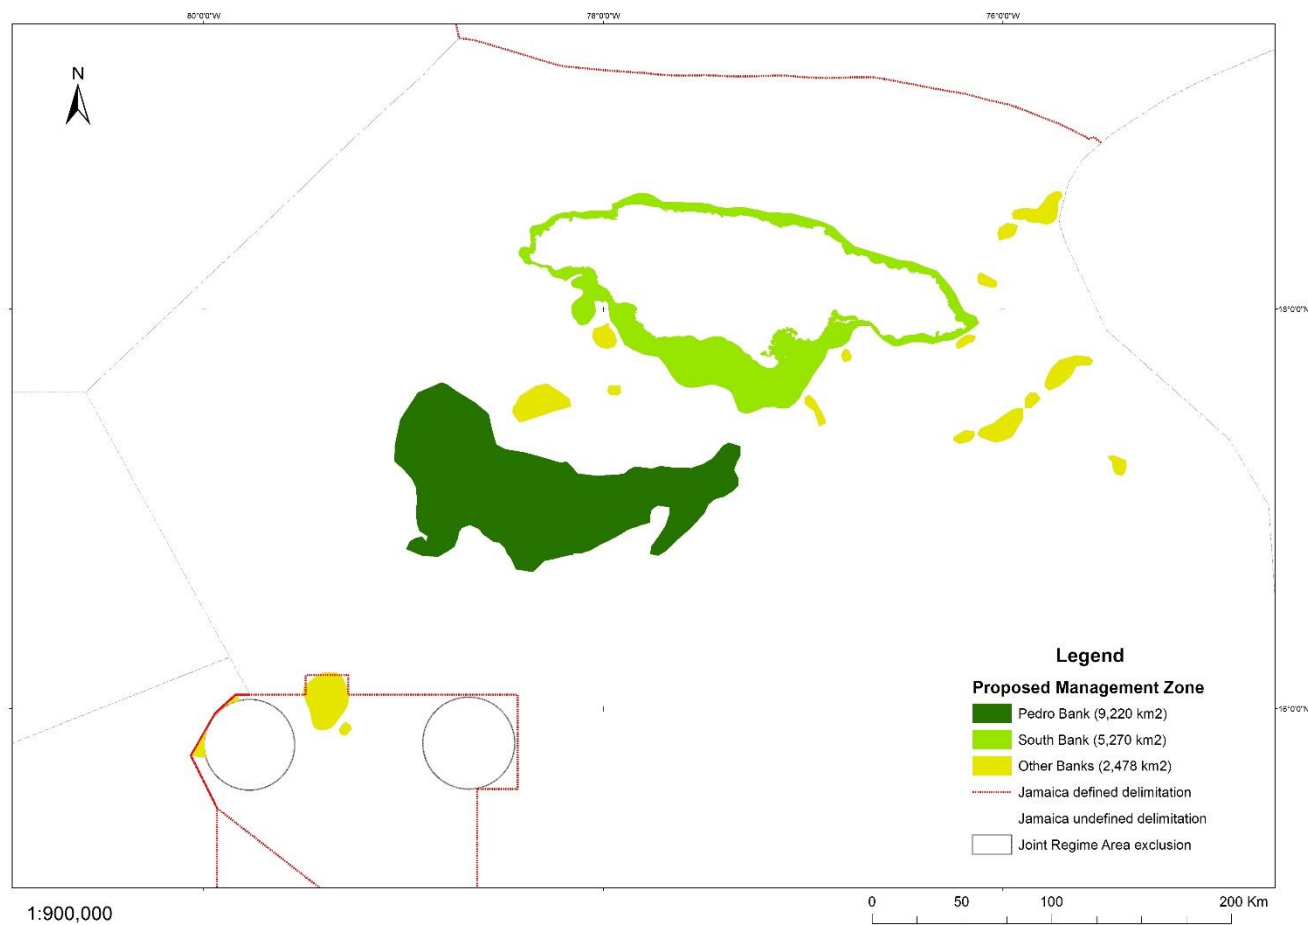 80°0'0"W
78°0'0"W
76°0'0"W
N
18°0'0"N
16°0'0"N
Legend
Proposed Management Zone
Pedro Bank (9,220 km2)
South Bank (5,270 km2)
Other Banks (2,478 km2)
Jamaica defined delimitation
Jamaica undefined delimitation
Joint Regime Area exclusion
1:900,000
0 50 100 200 Km